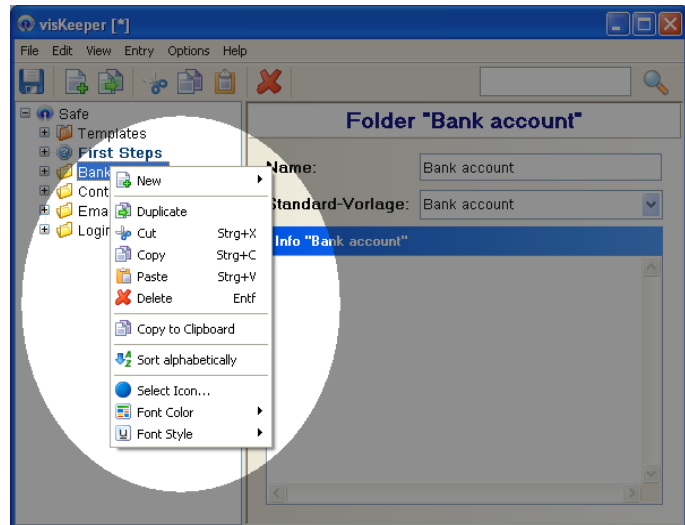 visKeeper [*]
File Edit View Entry Options Help
Safe
Templates
First Steps
Bank
Cont
Ema
Login
New
Duplicate
Cut Strg+X
Copy Strg+C
Paste Strg+V
Delete Entf
Copy to Clipboard
Sort alphabetically
Select Icon...
Font Color
Font Style
Folder "Bank account"
Name: Bank account
Standard-Vorlage: Bank account
Info "Bank account"